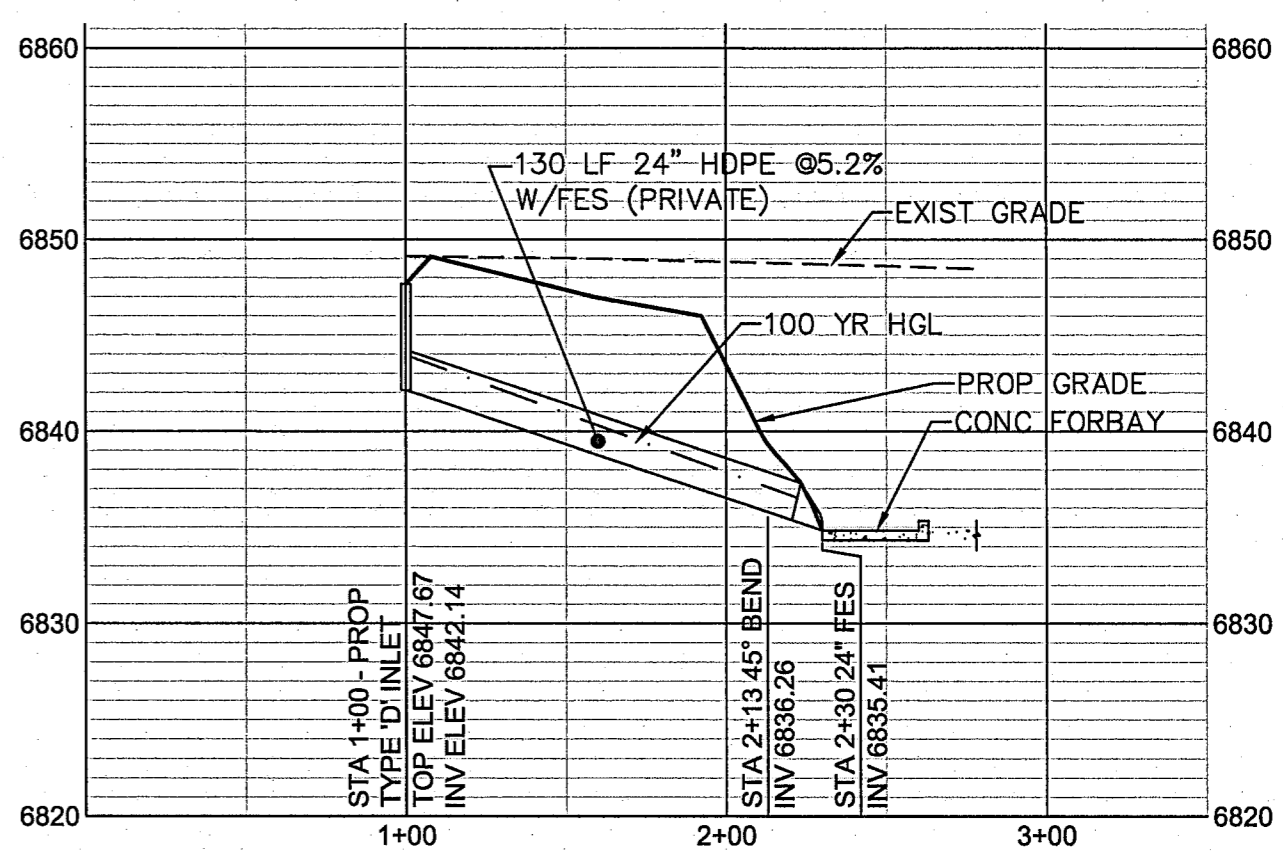 6860
6860
130 LF 24" HDPE @5.2%
W/FES (PRIVATE)
EXIST GRADE
6850
6850
100 YR HGL
PROP GRADE
CONC FORBAY
6840
6840
6830
6830
STA 1+00 - PROP
TYPE 'D' INLET
TOP ELEV 6847.67
INV ELEV 6842.14
STA 2+13 45° BEND
INV 6836.26
STA 2+30 24" FES
INV 6835.41
6820
6820
1+00
2+00
3+00